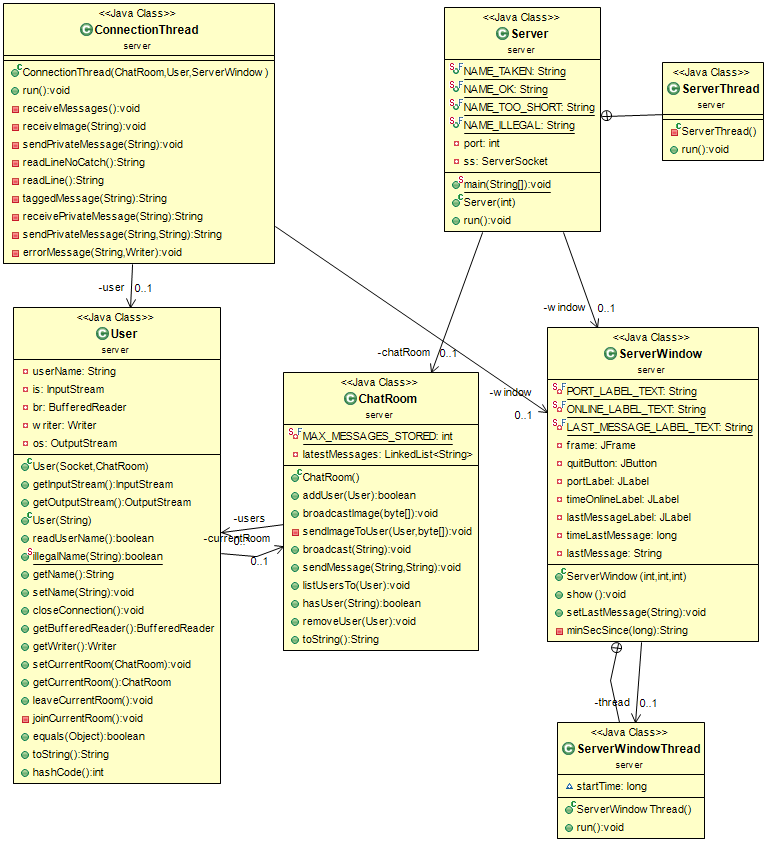 <<Java Class>>
ConnectionThread
server
ConnectionThread(ChatRoom,User,ServerWindow)
run():void
receiveMessages():void
receiveImage(String):void
sendPrivateMessage(String):void
readLineNoCatch():String
readLine():String
taggedMessage(String):String
receivePrivateMessage(String):String
sendPrivateMessage(String,String):String
errorMessage(String,Writer):void
<<Java Class>>
Server
server
NAME_TAKEN: String
NAME_OK: String
NAME_TOO_SHORT: String
NAME_ILLEGAL: String
port: int
ss: ServerSocket
main(String[]):void
Server(int)
run():void
<<Java Class>>
ServerThread
server
ServerThread()
run():void
-user 0..1
-chatRoom 0..1
-window 0..1
-window
0..1
<<Java Class>>
User
server
userName: String
is: InputStream
br: BufferedReader
writer: Writer
os: OutputStream
User(Socket,ChatRoom)
getInputStream():InputStream
getOutputStream():OutputStream
User(String)
readUserName():boolean
illegalName(String):boolean
getName():String
setName(String):void
closeConnection():void
getBufferedReader():BufferedReader
getWriter():Writer
setCurrentRoom(ChatRoom):void
getCurrentRoom():ChatRoom
leaveCurrentRoom():void
joinCurrentRoom():void
equals(Object):boolean
toString():String
hashCode():int
-users
-currentRoom
0..1
<<Java Class>>
ChatRoom
server
MAX_MESSAGES_STORED: int
latestMessages: LinkedList<String>
ChatRoom()
addUser(User):boolean
broadcastImage(byte[]):void
sendImageToUser(User,byte[]):void
broadcast(String):void
sendMessage(String,String):void
listUsersTo(User):void
hasUser(String):boolean
removeUser(User):void
toString():String
<<Java Class>>
ServerWindow
server
PORT_LABEL_TEXT: String
ONLINE_LABEL_TEXT: String
LAST_MESSAGE_LABEL_TEXT: String
frame: JFrame
quitButton: JButton
portLabel: JLabel
timeOnlineLabel: JLabel
lastMessageLabel: JLabel
timeLastMessage: long
lastMessage: String
ServerWindow(int,int,int)
show():void
setLastMessage(String):void
minSecSince(long):String
-thread 0..1
<<Java Class>>
ServerWindowThread
server
startTime: long
ServerWindowThread()
run():void